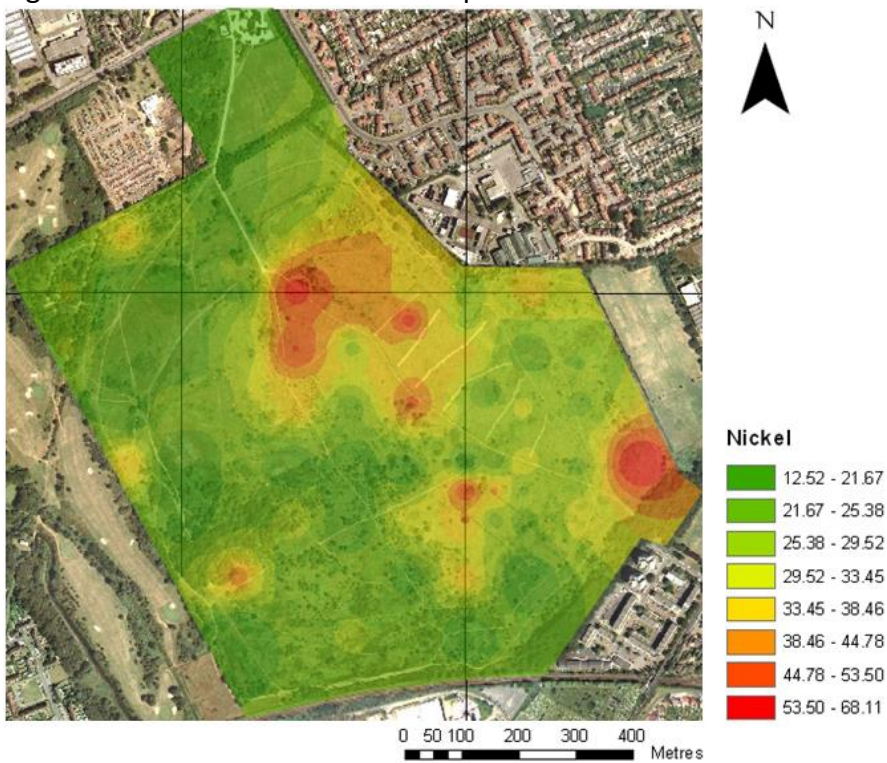 N
Nickel
12.52 - 21.67
21.67 - 25.38
25.38 - 29.52
29.52 - 33.45
33.45 - 38.46
38.46 - 44.78
44.78 - 53.50
53.50 - 68.11
0 50 100 200 300 400
Metres